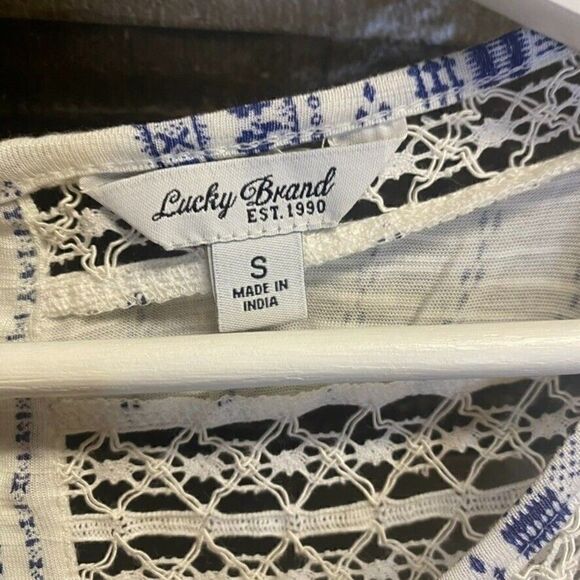 Lucky Brand
EST. 1990
S
MADE IN
INDIA